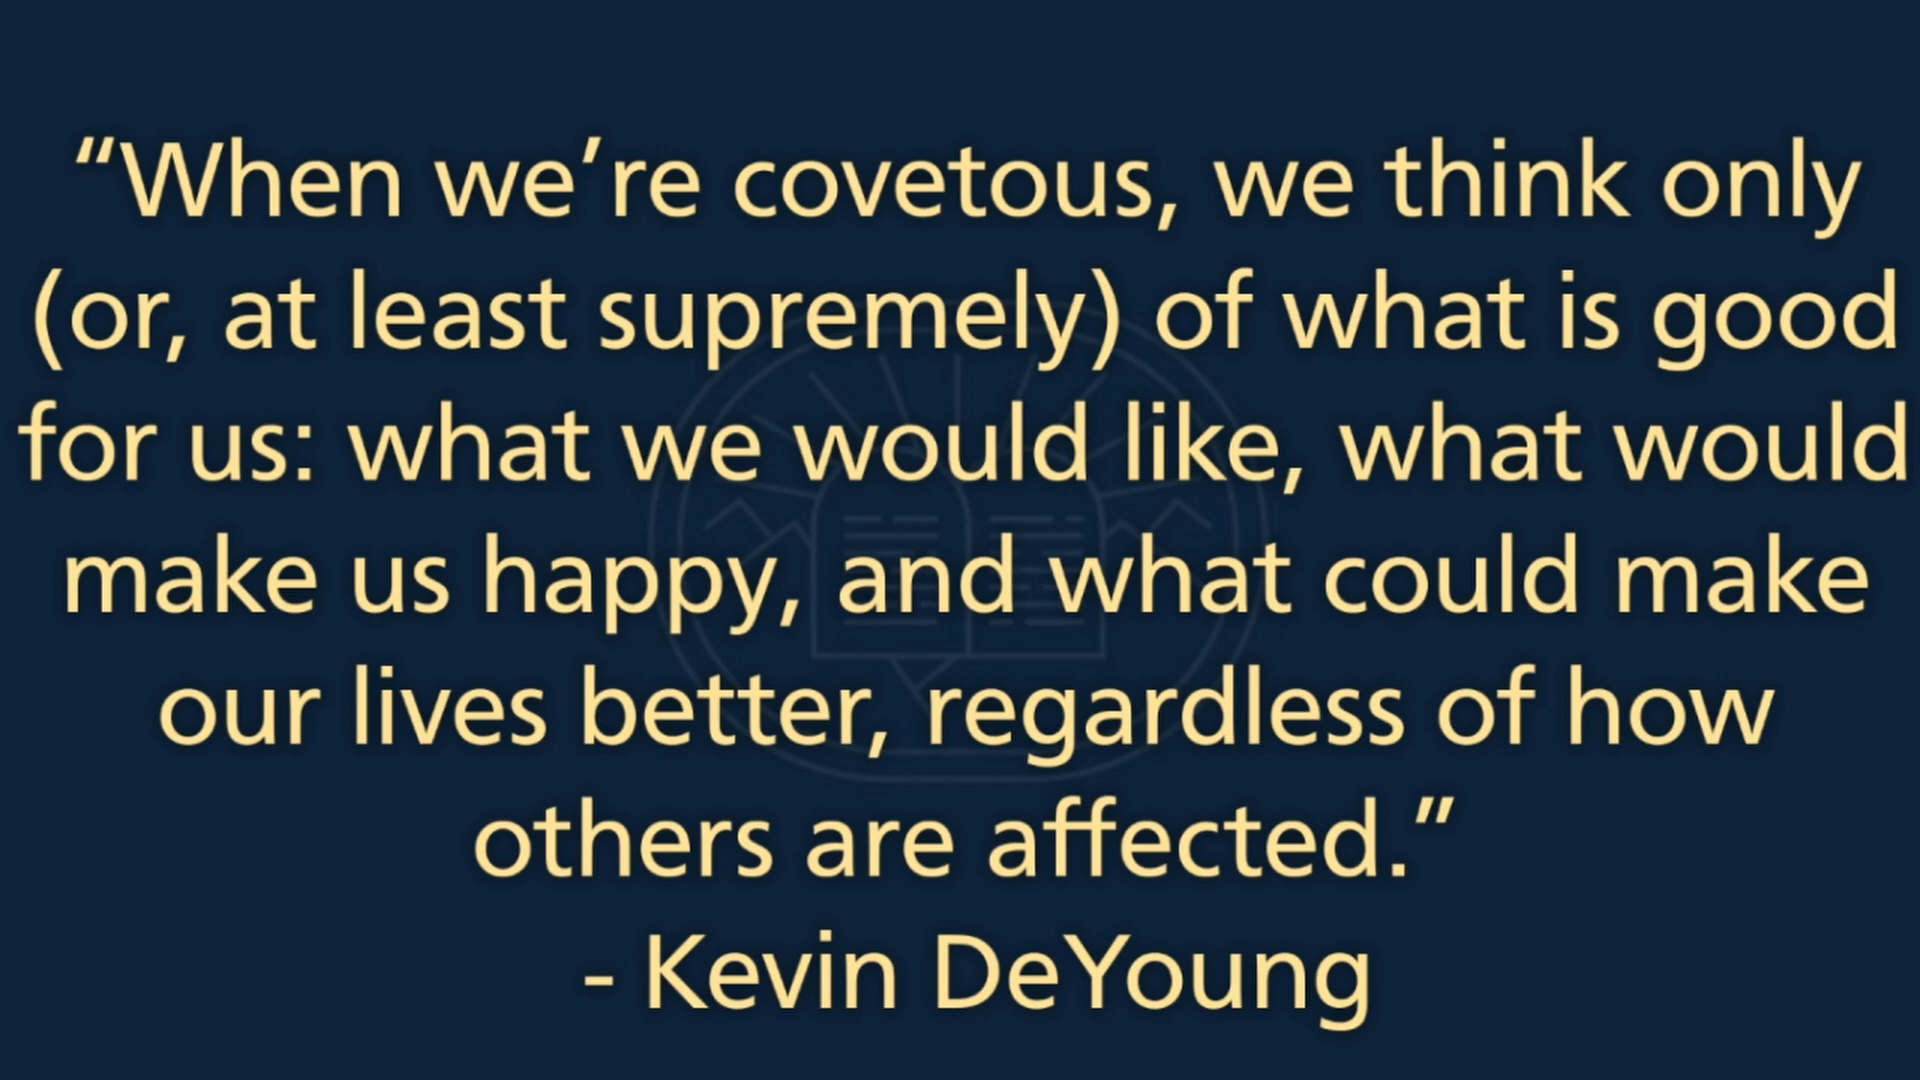 “When we’re covetous, we think only
(or, at least supremely) of what is good
for us: what we would like, what would
make us happy, and what could make
our lives better, regardless of how
others are affected.”
- Kevin DeYoung